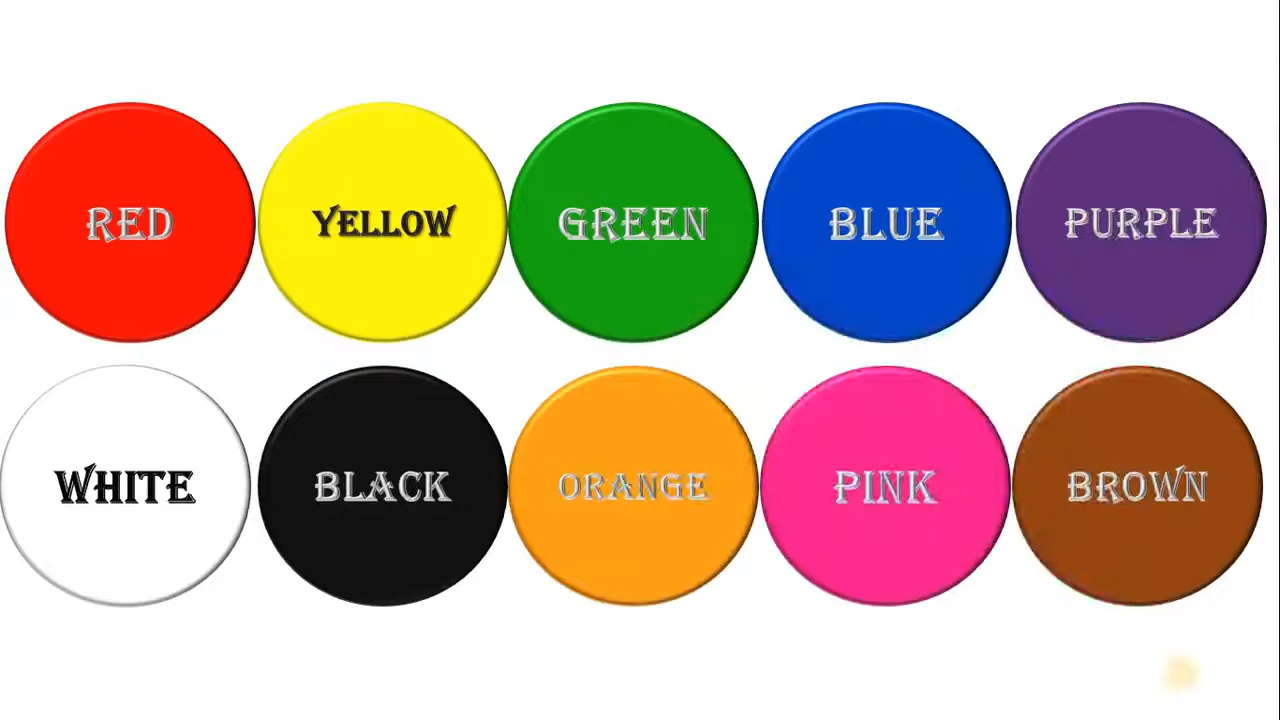 RED YELLOW GREEN BLUE PURPLE
WHITE BLACK ORANGE PINK BROWN